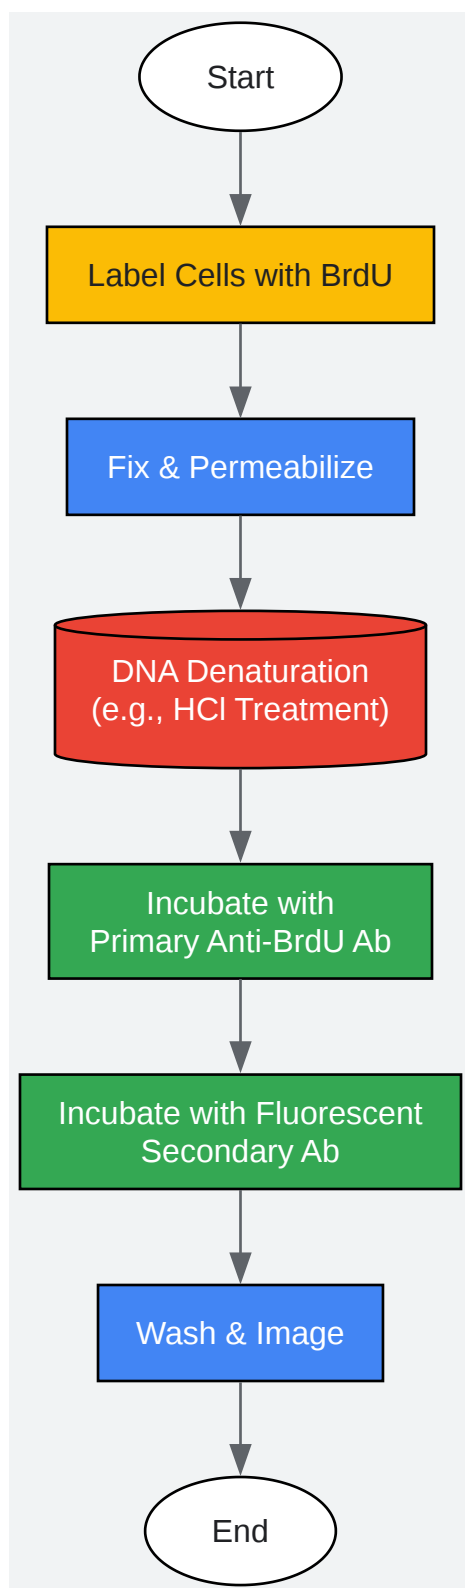 Start
Label Cells with BrdU
Fix & Permeabilize
DNA Denaturation
(e.g., HCl Treatment)
Incubate with
Primary Anti-BrdU Ab
Incubate with Fluorescent
Secondary Ab
Wash & Image
End